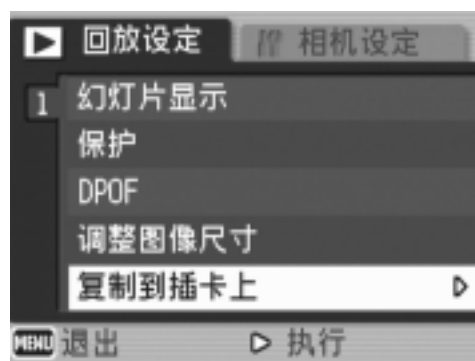 回放设定 相机设定
1 幻灯片显示
保护
DPOF
调整图像尺寸
复制到插卡上
MENU 退出 执行